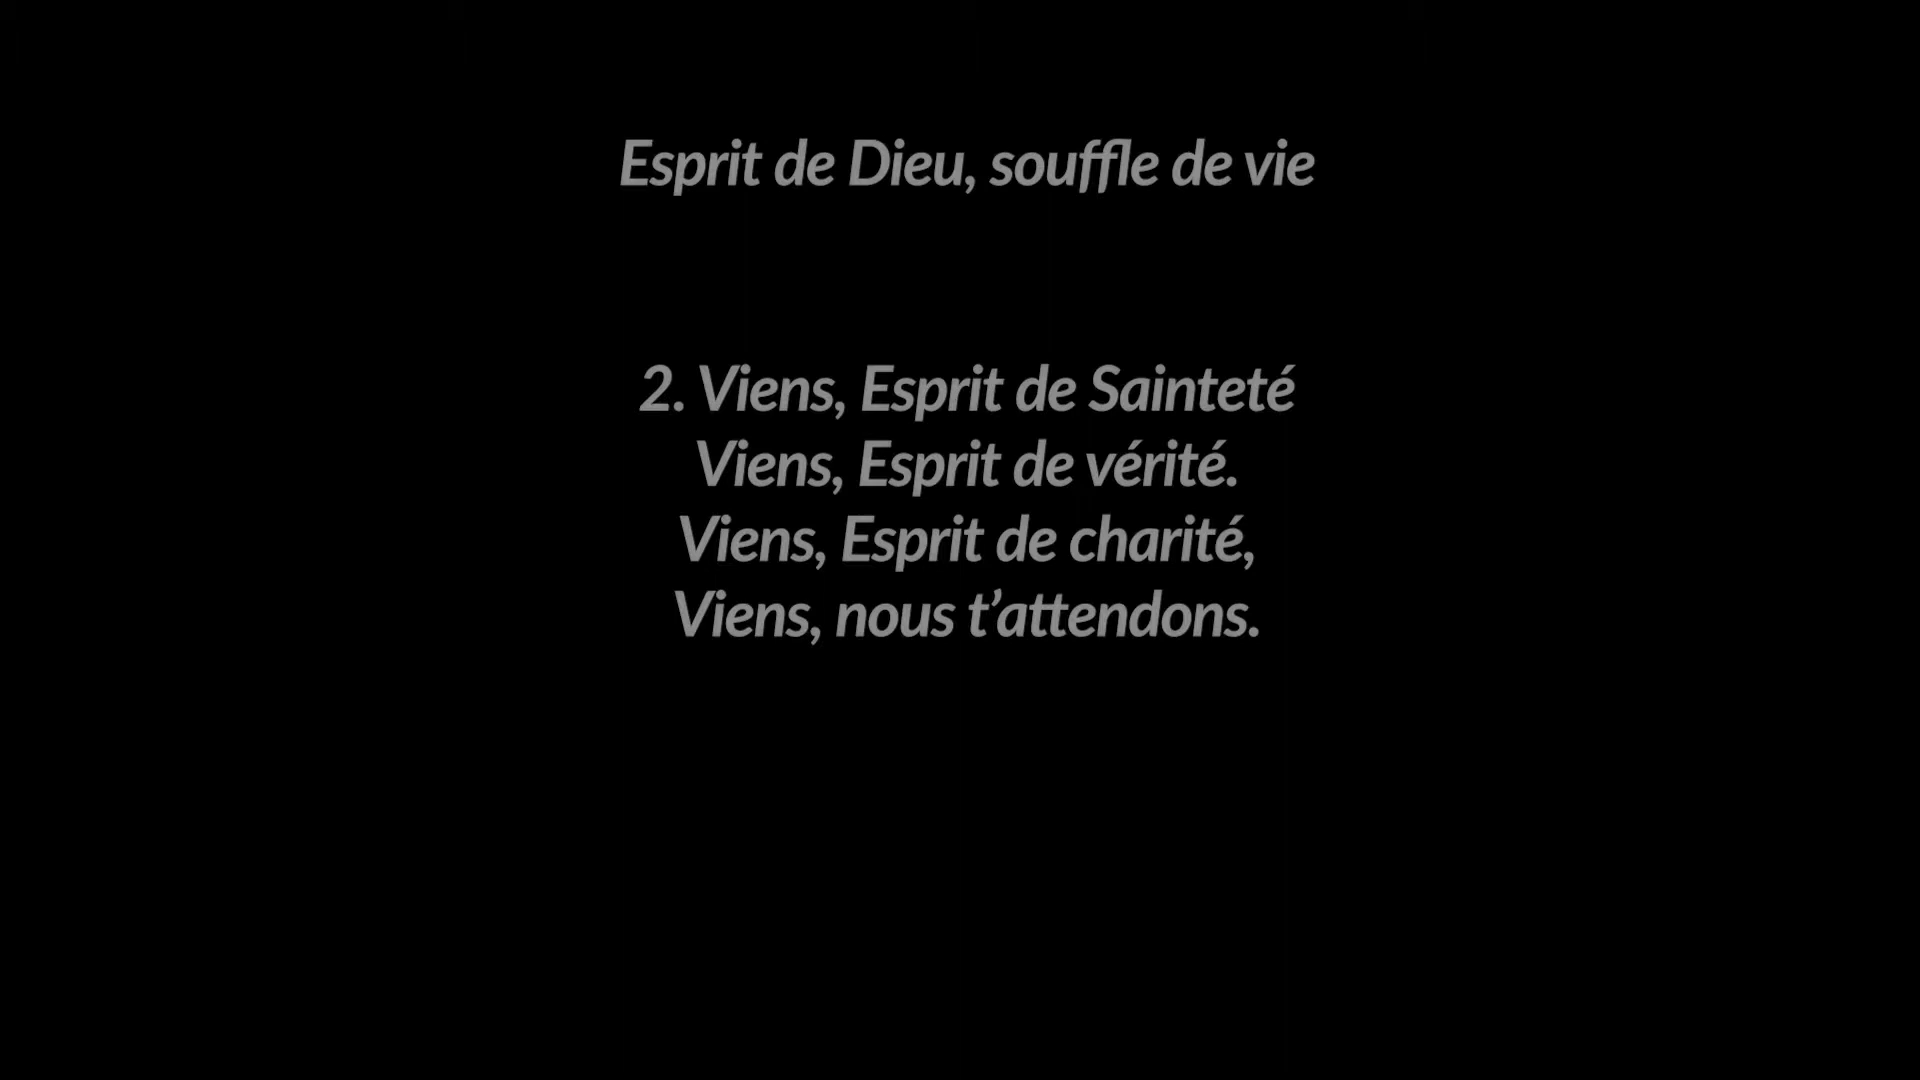 Esprit de Dieu, souffle de vie
2. Viens, Esprit de Sainteté
Viens, Esprit de vérité.
Viens, Esprit de charité,
Viens, nous t’attendons.